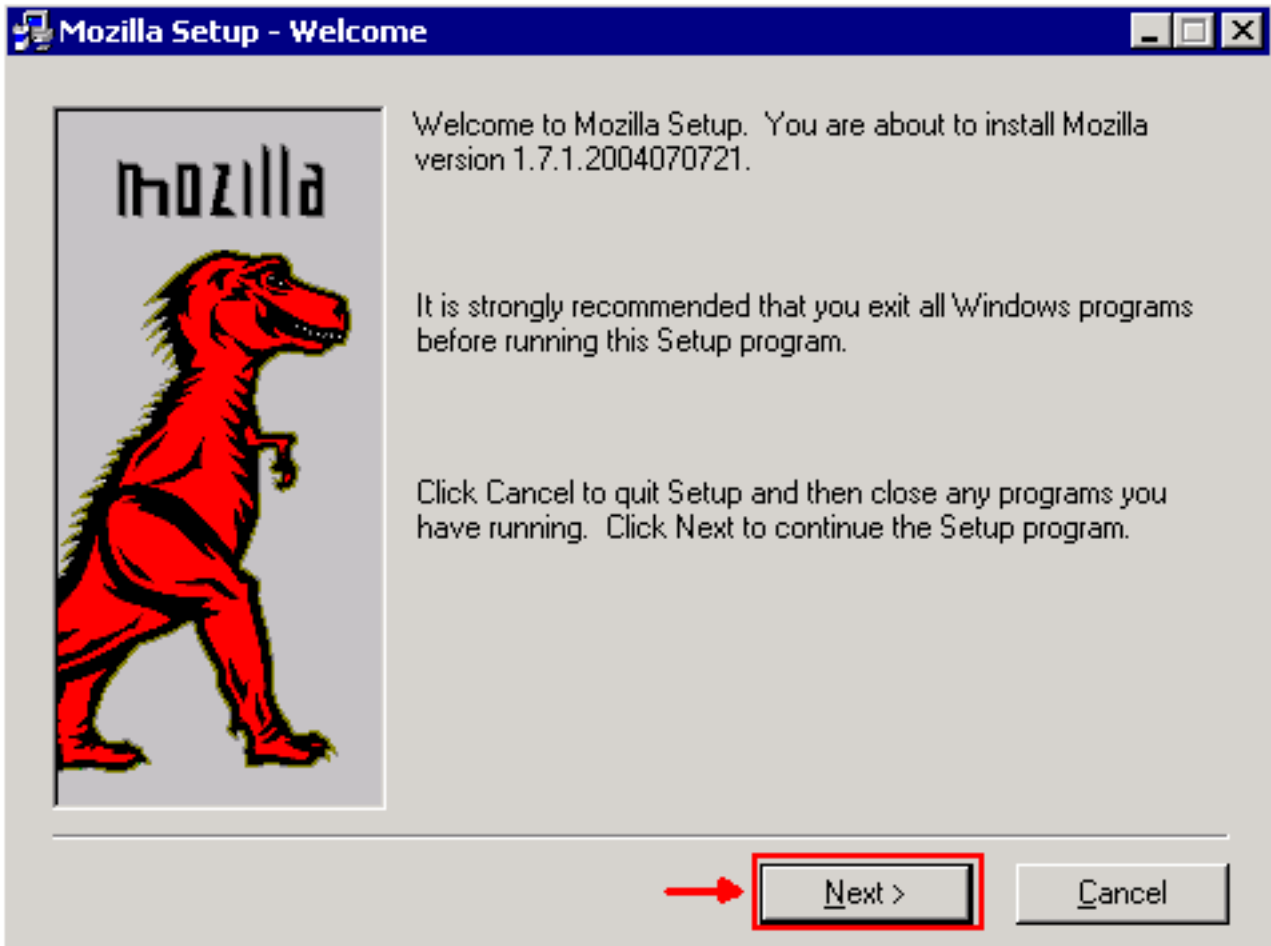 Mozilla Setup - Welcome
mozilla
Welcome to Mozilla Setup.  You are about to install Mozilla
version 1.7.1.2004070721.
It is strongly recommended that you exit all Windows programs
before running this Setup program.
Click Cancel to quit Setup and then close any programs you
have running.  Click Next to continue the Setup program.
Next >
Cancel